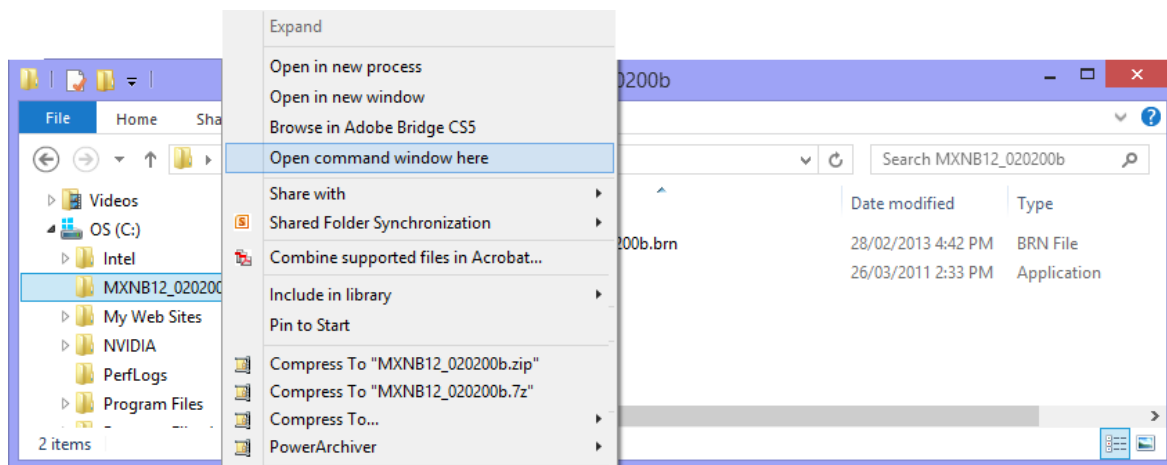 Expand
Open in new process
0200b
Open in new window
File Home Sha
Browse in Adobe Bridge CS5
Open command window here
Search MXNB12_020200b
Videos
Share with
Date modified Type
OS (C:)
Shared Folder Synchronization
Intel
200b.brn 28/02/2013 4:42 PM BRN File
Combine supported files in Acrobat...
26/03/2011 2:33 PM Application
MXNB12_020200
Include in library
My Web Sites
Pin to Start
NVIDIA
Compress To "MXNB12_020200b.zip"
PerfLogs
Compress To "MXNB12_020200b.7z"
Program Files
Compress To...
2 items
PowerArchiver